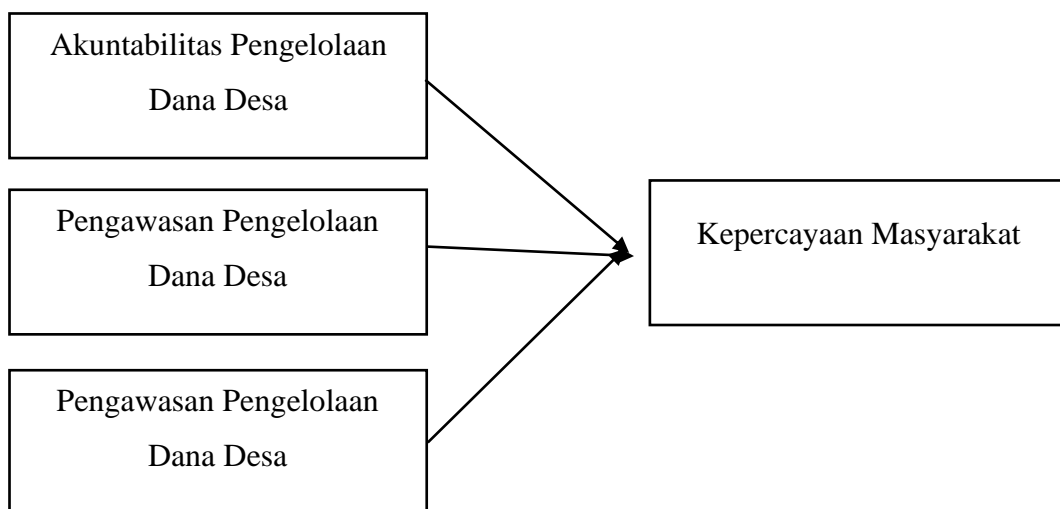 Akuntabilitas Pengelolaan
Dana Desa
Pengawasan Pengelolaan
Dana Desa
Kepercayaan Masyarakat
Pengawasan Pengelolaan
Dana Desa